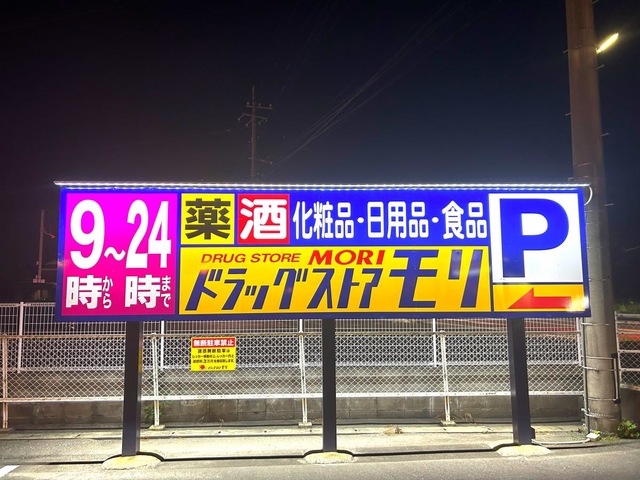 9～24
時から 時まで
薬 酒 化粧品・日用品・食品
DRUG STORE MORI
ドラッグストアモリ
P
無断駐車禁止